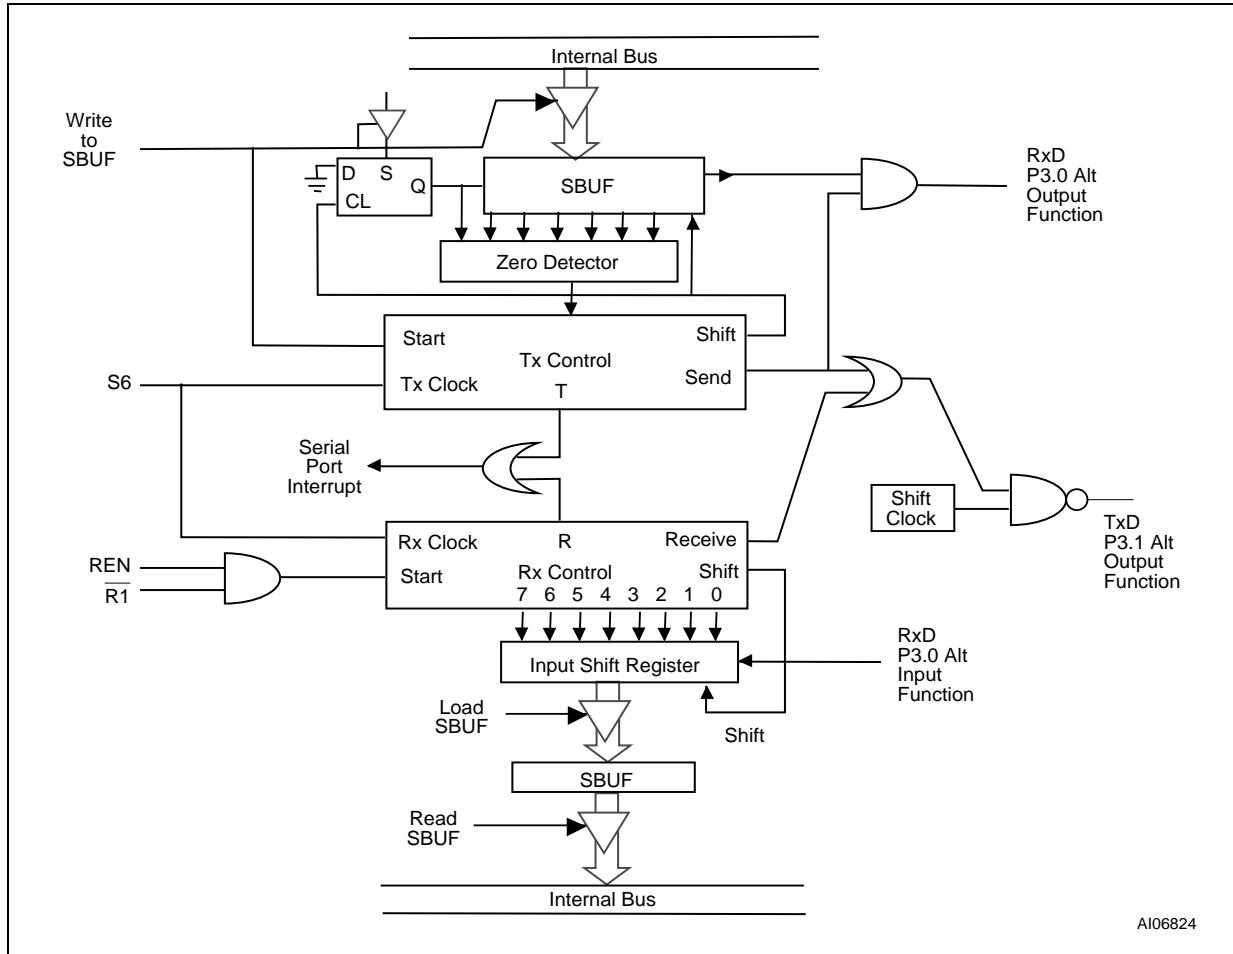 Internal Bus
Write
to
SBUF
D
S
Q
CL
SBUF
RxD
P3.0 Alt
Output
Function
Zero Detector
Start
Shift
Tx Control
S6
Tx Clock
T
Send
Serial
Port
Interrupt
Shift
Clock
TxD
P3.1 Alt
Output
Function
Rx Clock
R
Receive
REN
R1
Start
Rx Control
Shift
7 6 5 4 3 2 1 0
Input Shift Register
RxD
P3.0 Alt
Input
Function
Load
SBUF
Shift
SBUF
Read
SBUF
Internal Bus
AI06824